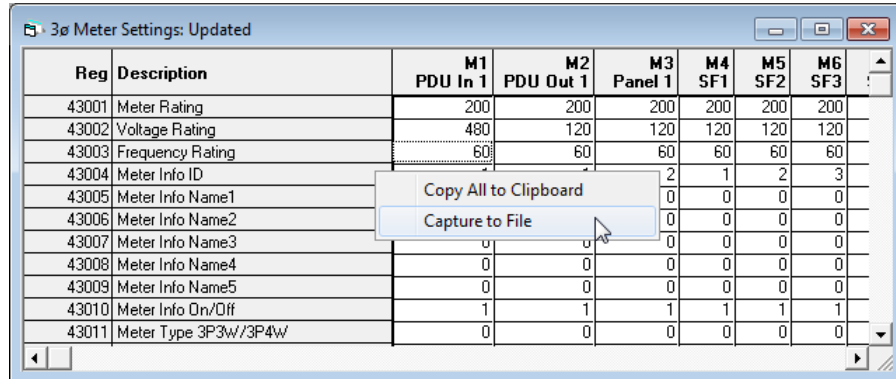 3ø Meter Settings: Updated
Reg Description M1 PDU In 1 M2 PDU Out 1 M3 Panel 1 M4 SF1 M5 SF2 M6 SF3
43001 Meter Rating 200 200 200 200 200 200
43002 Voltage Rating 480 120 120 120 120 120
43003 Frequency Rating 60 60 60 60 60 60
43004 Meter Info ID 2 1 2 3
43005 Meter Info Name1 0 0 0 0
Copy All to Clipboard
43006 Meter Info Name2 0 0 0 0
Capture to File
43007 Meter Info Name3 0 0 0 0 0 0
43008 Meter Info Name4 0 0 0 0 0 0
43009 Meter Info Name5 0 0 0 0 0 0
43010 Meter Info On/Off 1 1 1 1 1 1
43011 Meter Type 3P3W/3P4W 0 0 0 0 0 0